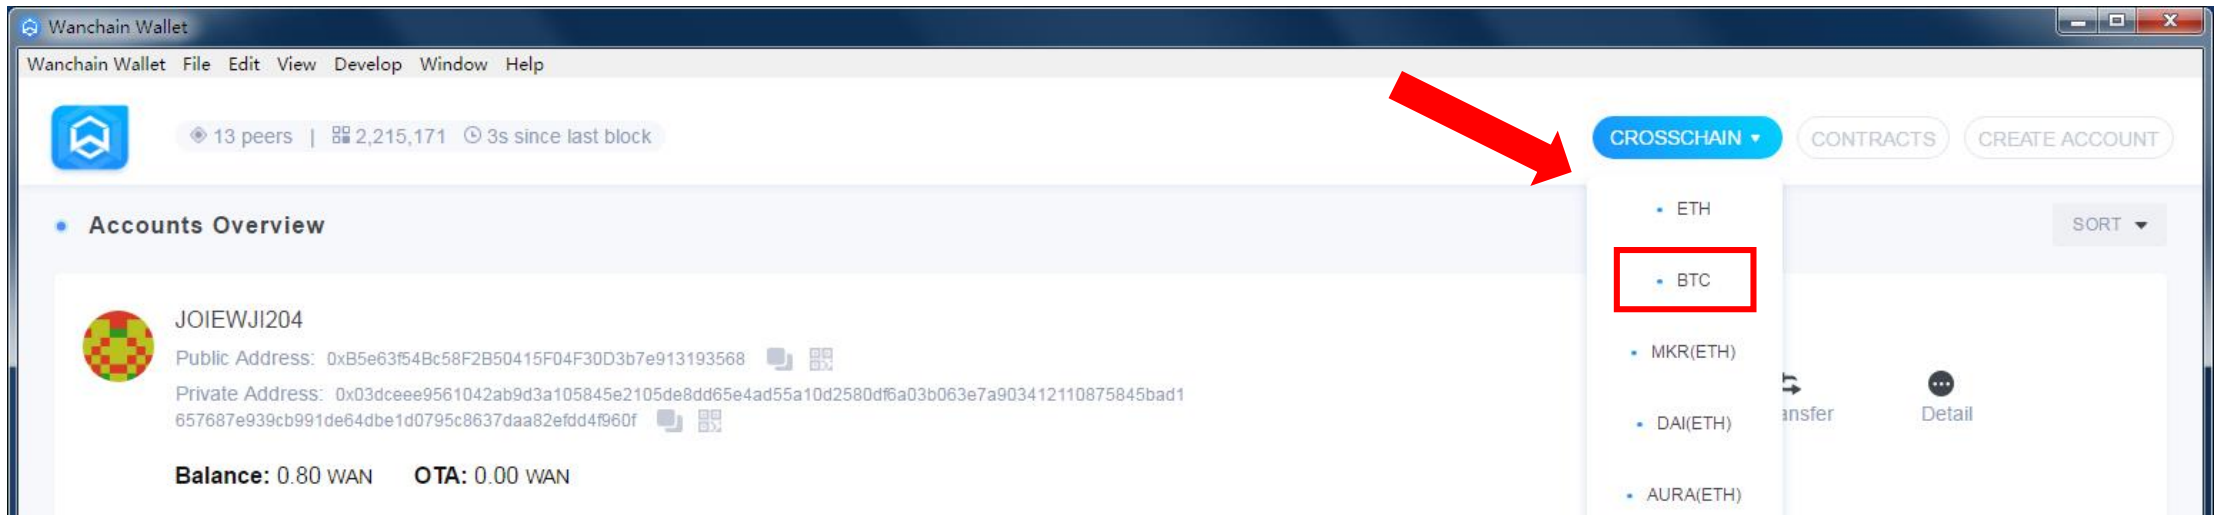 Wanchain Wallet
Wanchain Wallet File Edit View Develop Window Help
13 peers | 2,215,171 3s since last block
CROSSCHAIN
CONTRACTS
CREATE ACCOUNT
Accounts Overview
SORT
ETH
BTC
MKR(ETH)
DAI(ETH)
AURA(ETH)
JOIEWJI204
Public Address: 0xB5e63f54Bc58F2B50415F04F30D3b7e913193568
Private Address: 0x03dceee9561042ab9d3a105845e2105de8dd65e4ad55a10d2580df6a03b063e7a903412110875845bad1
657687e939cb991de64dbe1d0795c8637daa82efdd4f960f
ansfer
Detail
Balance: 0.80 WAN OTA: 0.00 WAN